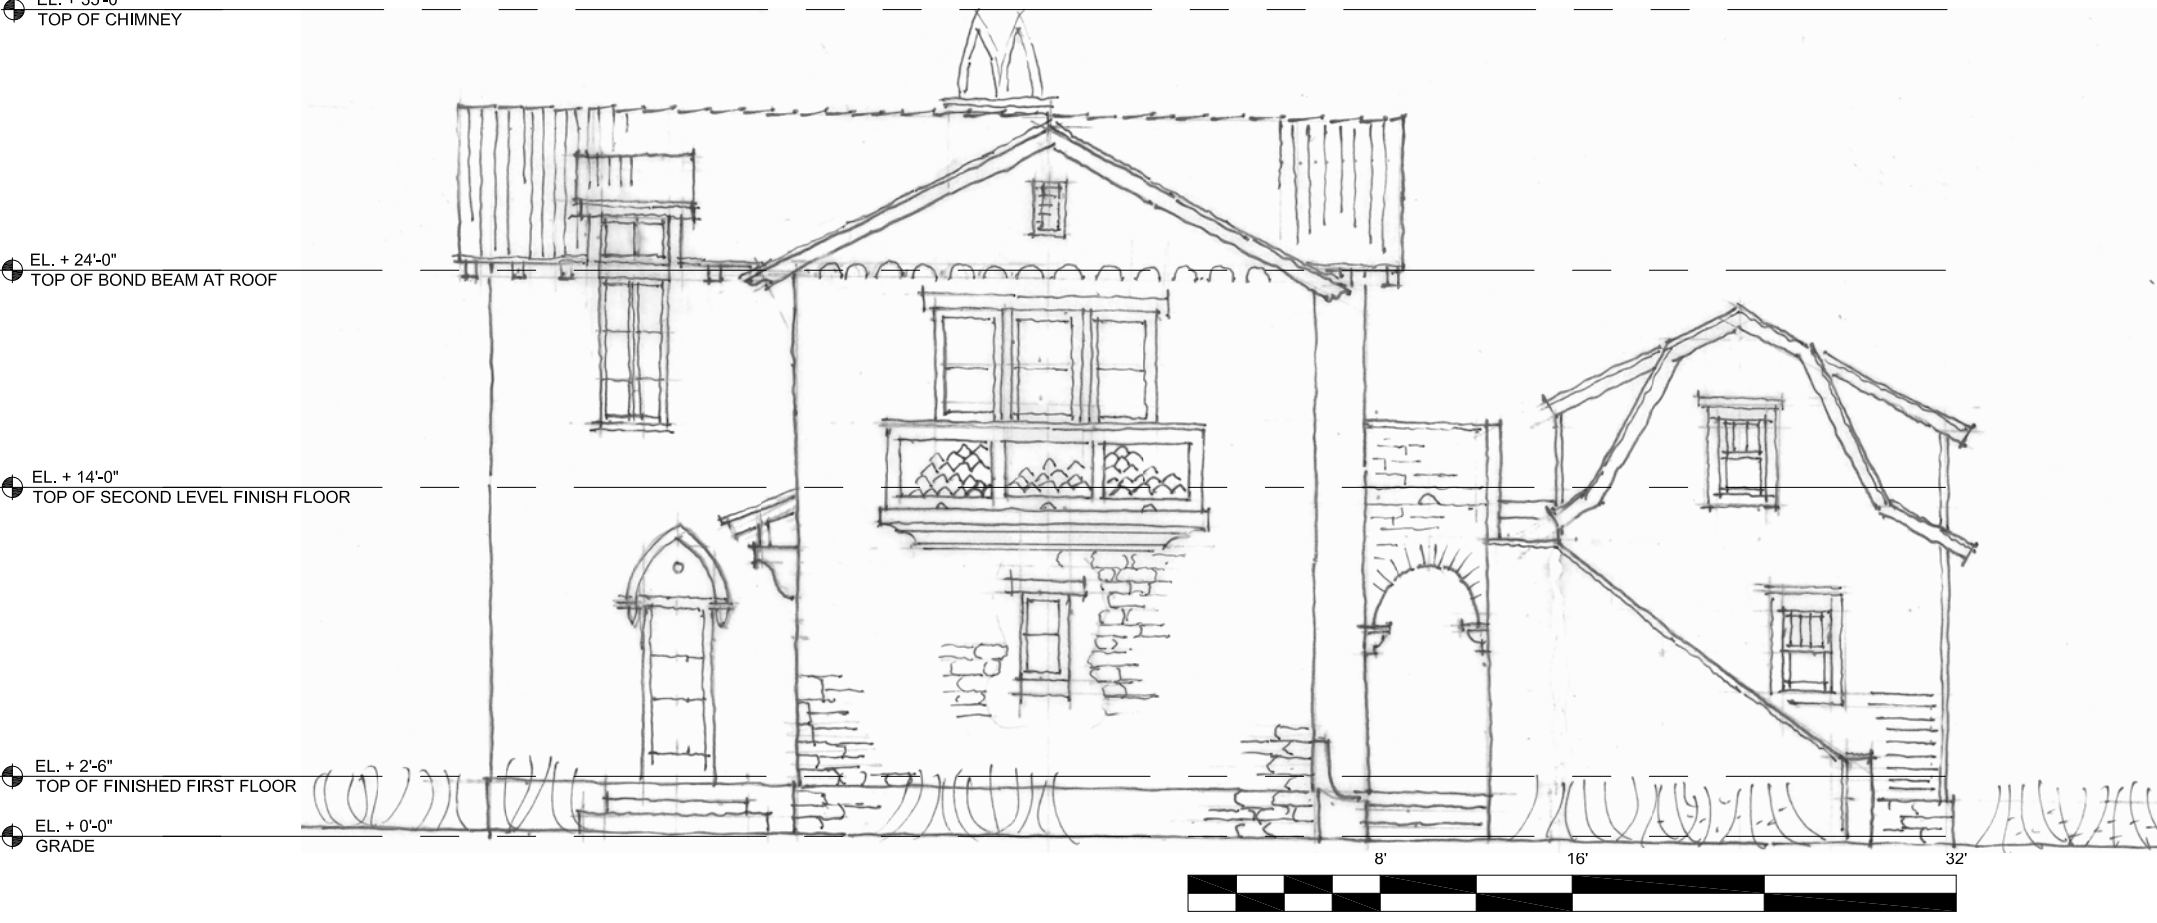 TOP OF CHIMNEY
EL. + 24'-0"
TOP OF BOND BEAM AT ROOF
EL. + 14'-0"
TOP OF SECOND LEVEL FINISH FLOOR
EL. + 2'-6"
TOP OF FINISHED FIRST FLOOR
EL. + 0'-0"
GRADE
8' 16' 32'